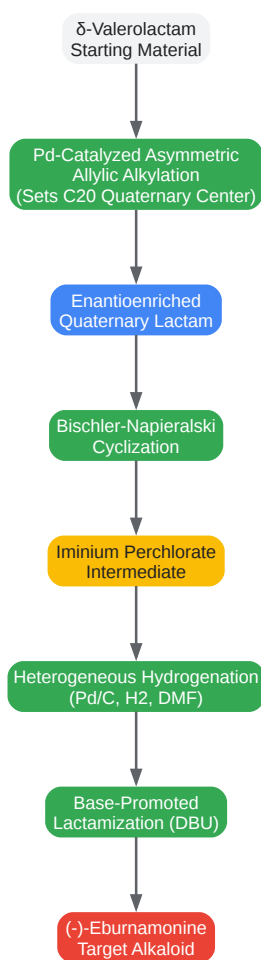 δ-Valerolactam
Starting Material
Pd-Catalyzed Asymmetric
Allylic Alkylation
(Sets C20 Quaternary Center)
Enantioenriched
Quaternary Lactam
Bischler-Napieralski
Cyclization
Iminium Perchlorate
Intermediate
Heterogeneous Hydrogenation
(Pd/C, H2, DMF)
Base-Promoted
Lactamization (DBU)
(-)-Eburnamonine
Target Alkaloid